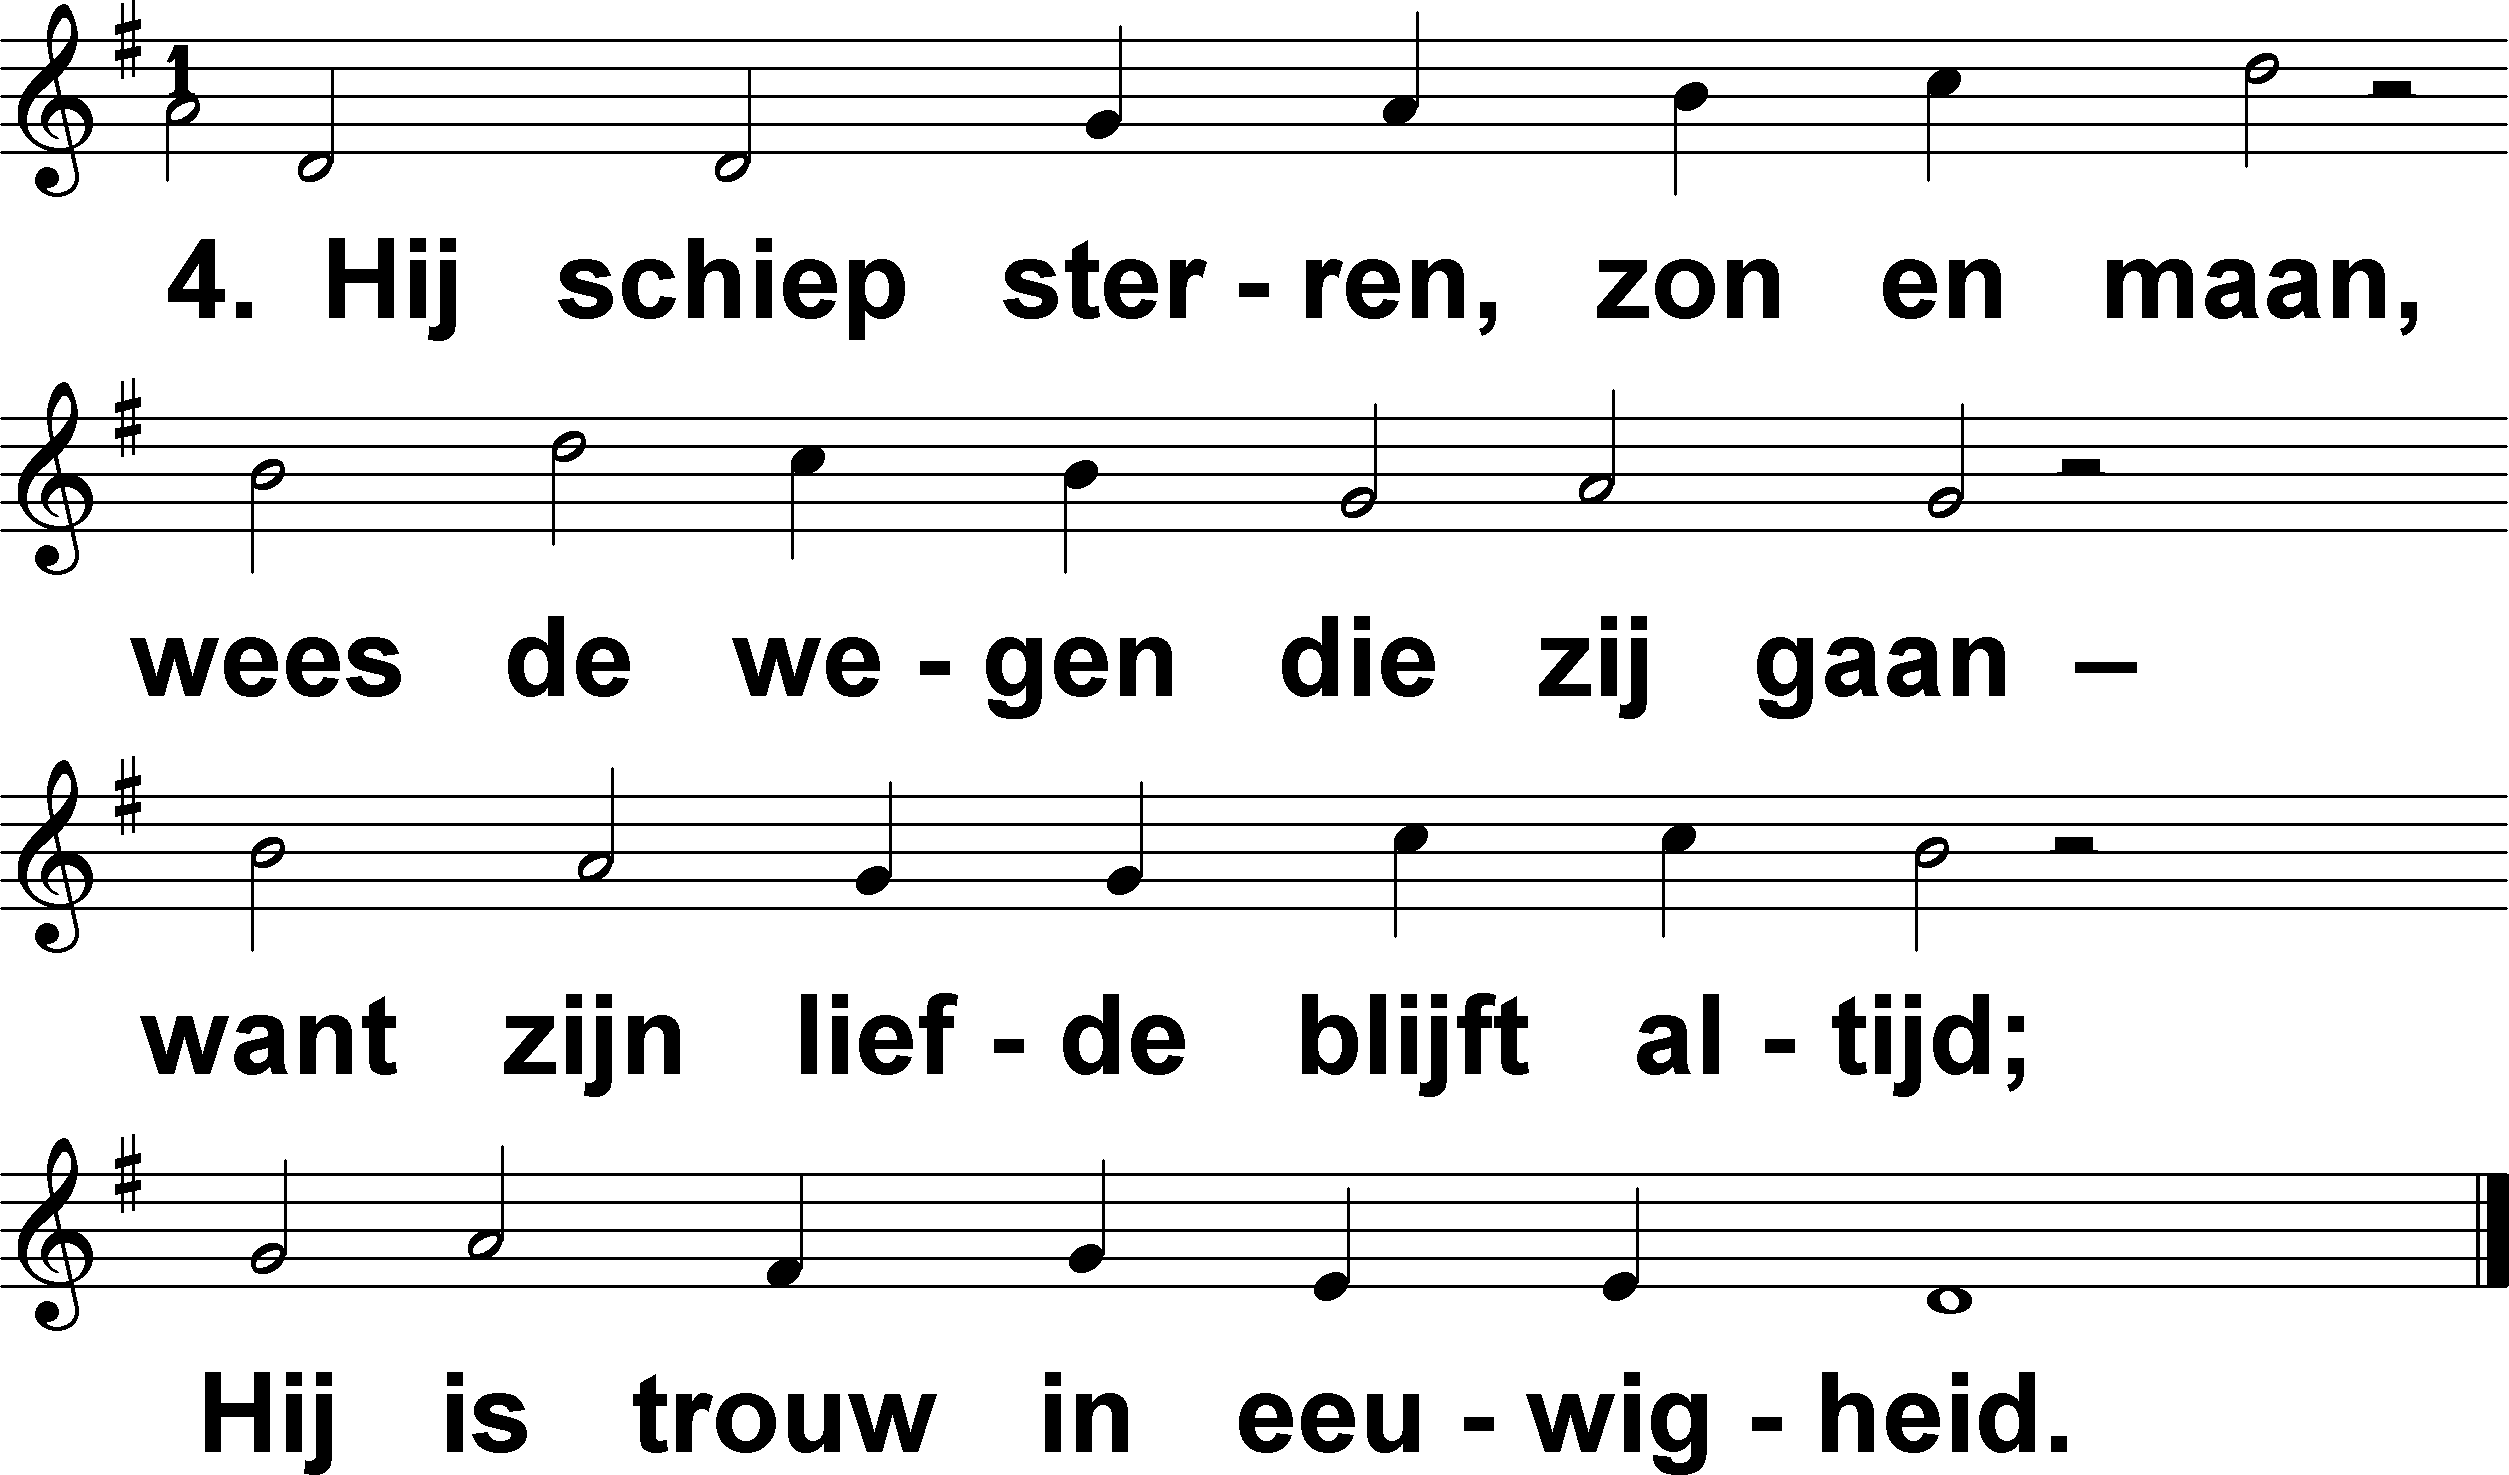 1
4. Hij schiep ster - ren, zon en maan,
wees de we - gen die zij gaan –
want zijn lief - de blijft al - tijd;
Hij is trouw in eeu - wig - heid.